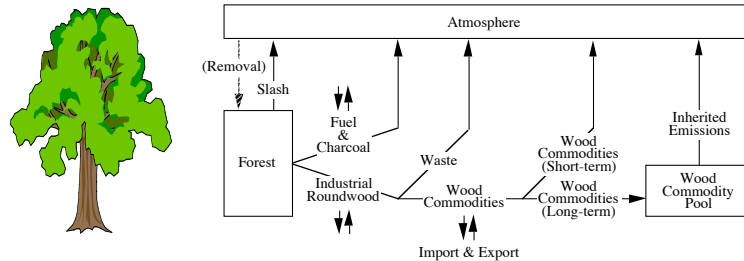 Atmosphere
(Removal)
Slash
Fuel
&
Charcoal
Forest
Industrial
Roundwood
Waste
Wood
Commodities
Import & Export
Wood
Commodities
(Short-term)
Wood
Commodities
(Long-term)
Inherited
Emissions
Wood
Commodity
Pool